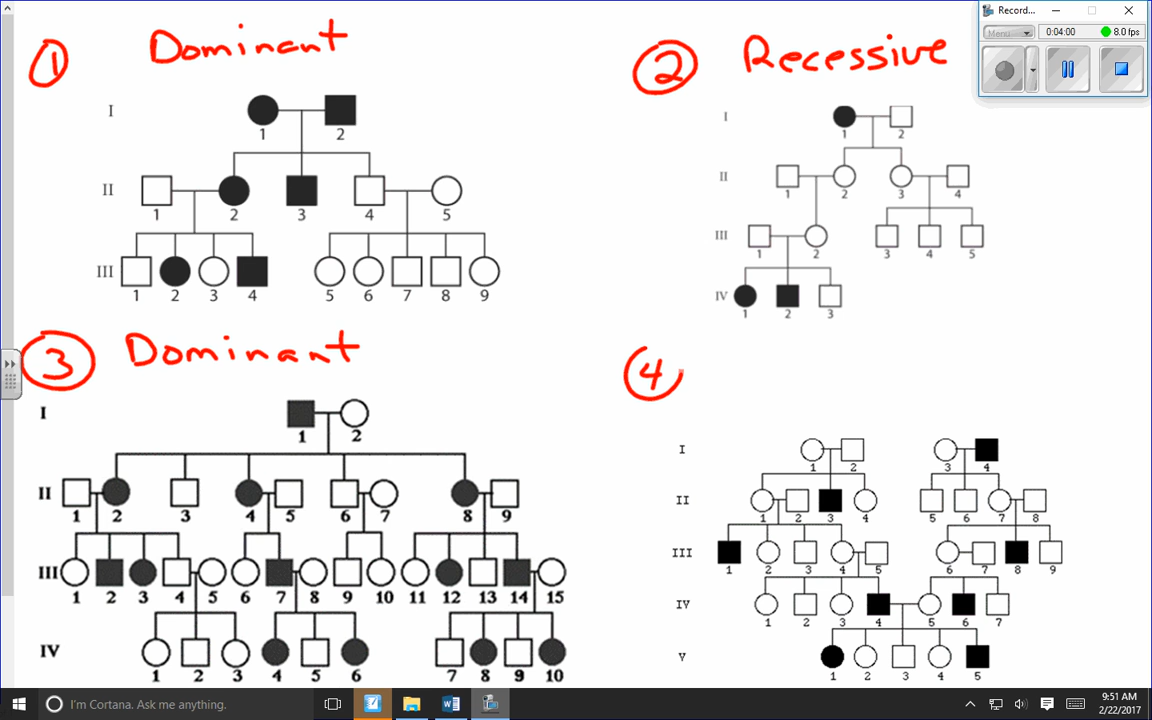 Record...
Menu
0:04:00
8.0 fps
① Dominant
I
1 2
II
1 2 3 4 5
III
1 2 3 4 5 6 7 8 9
② Recessive
I
1 2
II
1 2 3 4
III
1 2 3 4 5
IV
1 2 3
③ Dominant
I
1 2
II
1 2 3 4 5 6 7 8 9
III
1 2 3 4 5 6 7 8 9 10 11 12 13 14 15
IV
1 2 3 4 5 6 7 8 9 10
④
I
1 2 3 4
II
1 2 3 4 5 6 7 8
III
1 2 3 4 5 6 7 8 9
IV
1 2 3 4 5 6 7
V
1 2 3 4 5
I'm Cortana. Ask me anything.
9:51 AM
2/22/2017